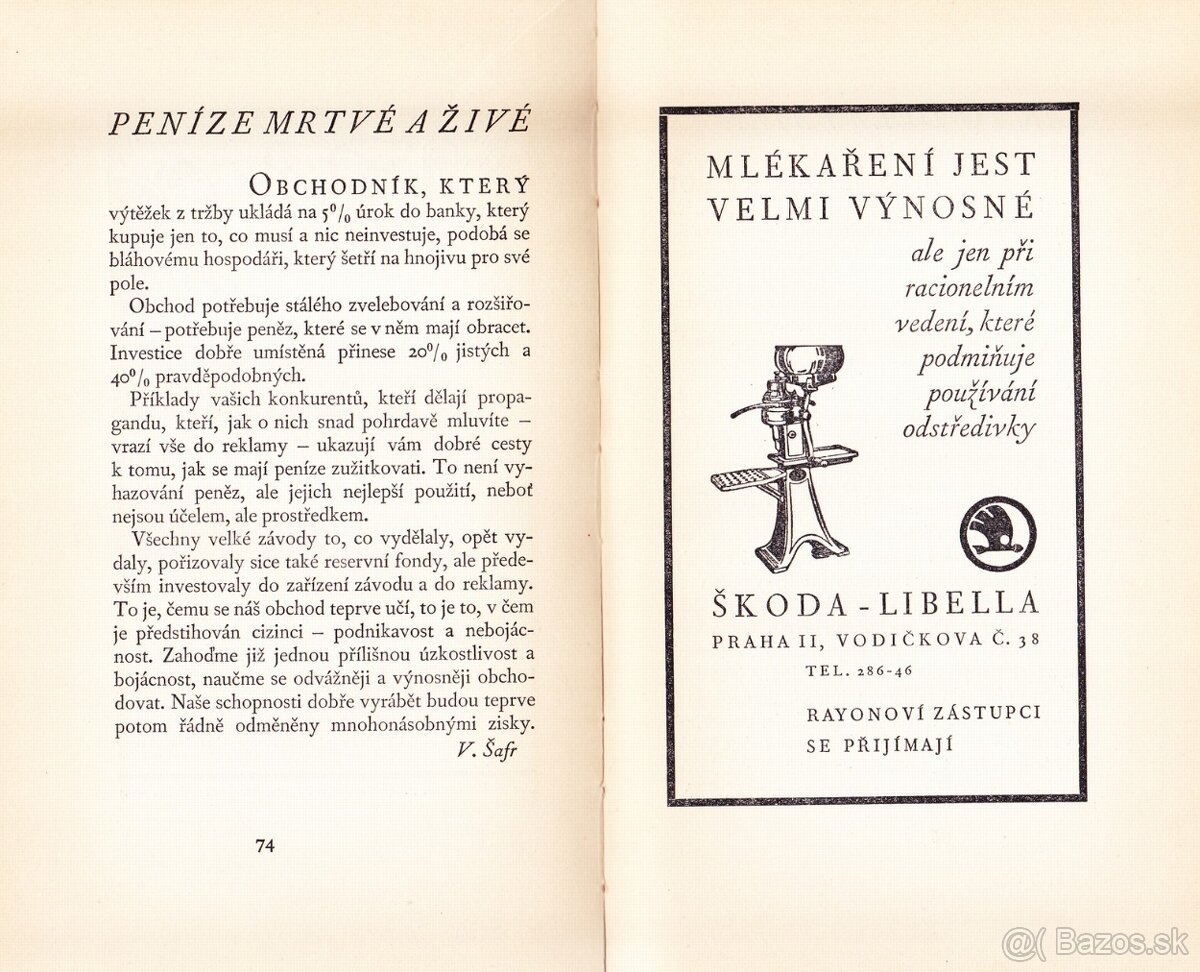 PENÍZE MRTVÉ A ŽIVÉ
OBCHODNÍK, KTERÝ
výtěžek z tržby ukládá na 5% úrok do banky, který
kupuje jen to, co musí a nic neinvestuje, podobá se
bláhovému hospodáři, který šetří na hnojivu pro své
pole.
Obchod potřebuje stálého zvelebování a rozšiřo-
vání – potřebuje peněz, které se v něm mají obracet.
Investice dobře umístěná přinese 20% jistých a
40% pravděpodobných.
Příklady vašich konkurentů, kteří dělají propa-
gandu, kteří, jak o nich snad pohrdavě mluvíte –
vrazí vše do reklamy – ukazují vám dobré cesty
k tomu, jak se mají peníze zužitkovati. To není vy-
hazování peněz, ale jejich nejlepší použití, neboť
nejsou účelem, ale prostředkem.
Všechny velké závody to, co vydělaly, opět vy-
daly, pořizovaly sice také reservní fondy, ale přede-
vším investovaly do zařízení závodu a do reklamy.
To je, čemu se náš obchod teprve učí, to je to, v čem
je předstihován cizinci – podnikavost a nebojác-
nost. Zahoďme již jednou přílišnou úzkostlivost a
bojácnost, naučme se odvážněji a výnosněji obcho-
dovat. Naše schopnosti dobře vyrábět budou teprve
potom řádně odměněny mnohonásobnými zisky.
V. Šafr
74
MLÉKAŘENÍ JEST
VELMI VÝNOSNÉ
ale jen při
racionelním
vedení, které
podmiňuje
používání
odstředivky
ŠKODA - LIBELLA
PRAHA II, VODIČKOVA Č. 38
TEL. 286-46
RAYONOVÍ ZÁSTUPCI
SE PŘIJÍMAJÍ
@( Bazos.sk